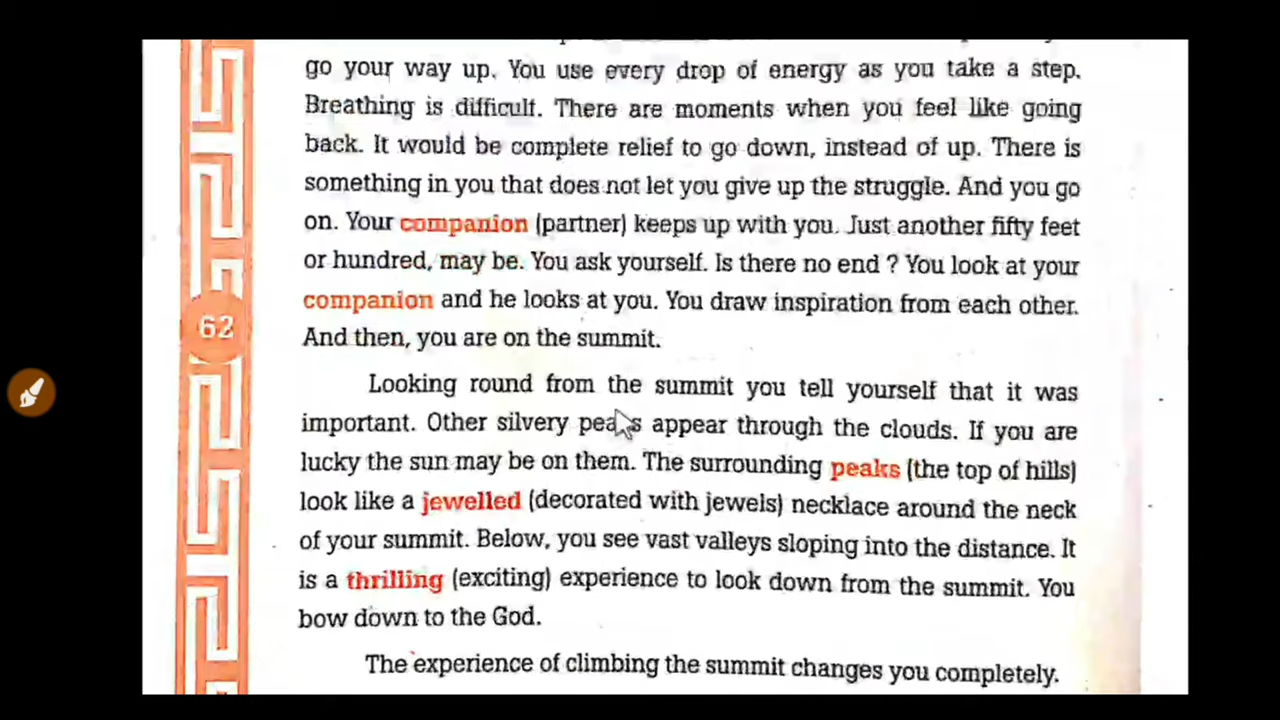 go your way up. You use every drop of energy as you take a step.
Breathing is difficult. There are moments when you feel like going
back. It would be complete relief to go down, instead of up. There is
something in you that does not let you give up the struggle. And you go
on. Your companion (partner) keeps up with you. Just another fifty feet
or hundred, may be. You ask yourself. Is there no end ? You look at your
companion and he looks at you. You draw inspiration from each other.
And then, you are on the summit.
62
Looking round from the summit you tell yourself that it was
important. Other silvery peaks appear through the clouds. If you are
lucky the sun may be on them. The surrounding peaks (the top of hills)
look like a jewelled (decorated with jewels) necklace around the neck
of your summit. Below, you see vast valleys sloping into the distance. It
is a thrilling (exciting) experience to look down from the summit. You
bow down to the God.
The experience of climbing the summit changes you completely.